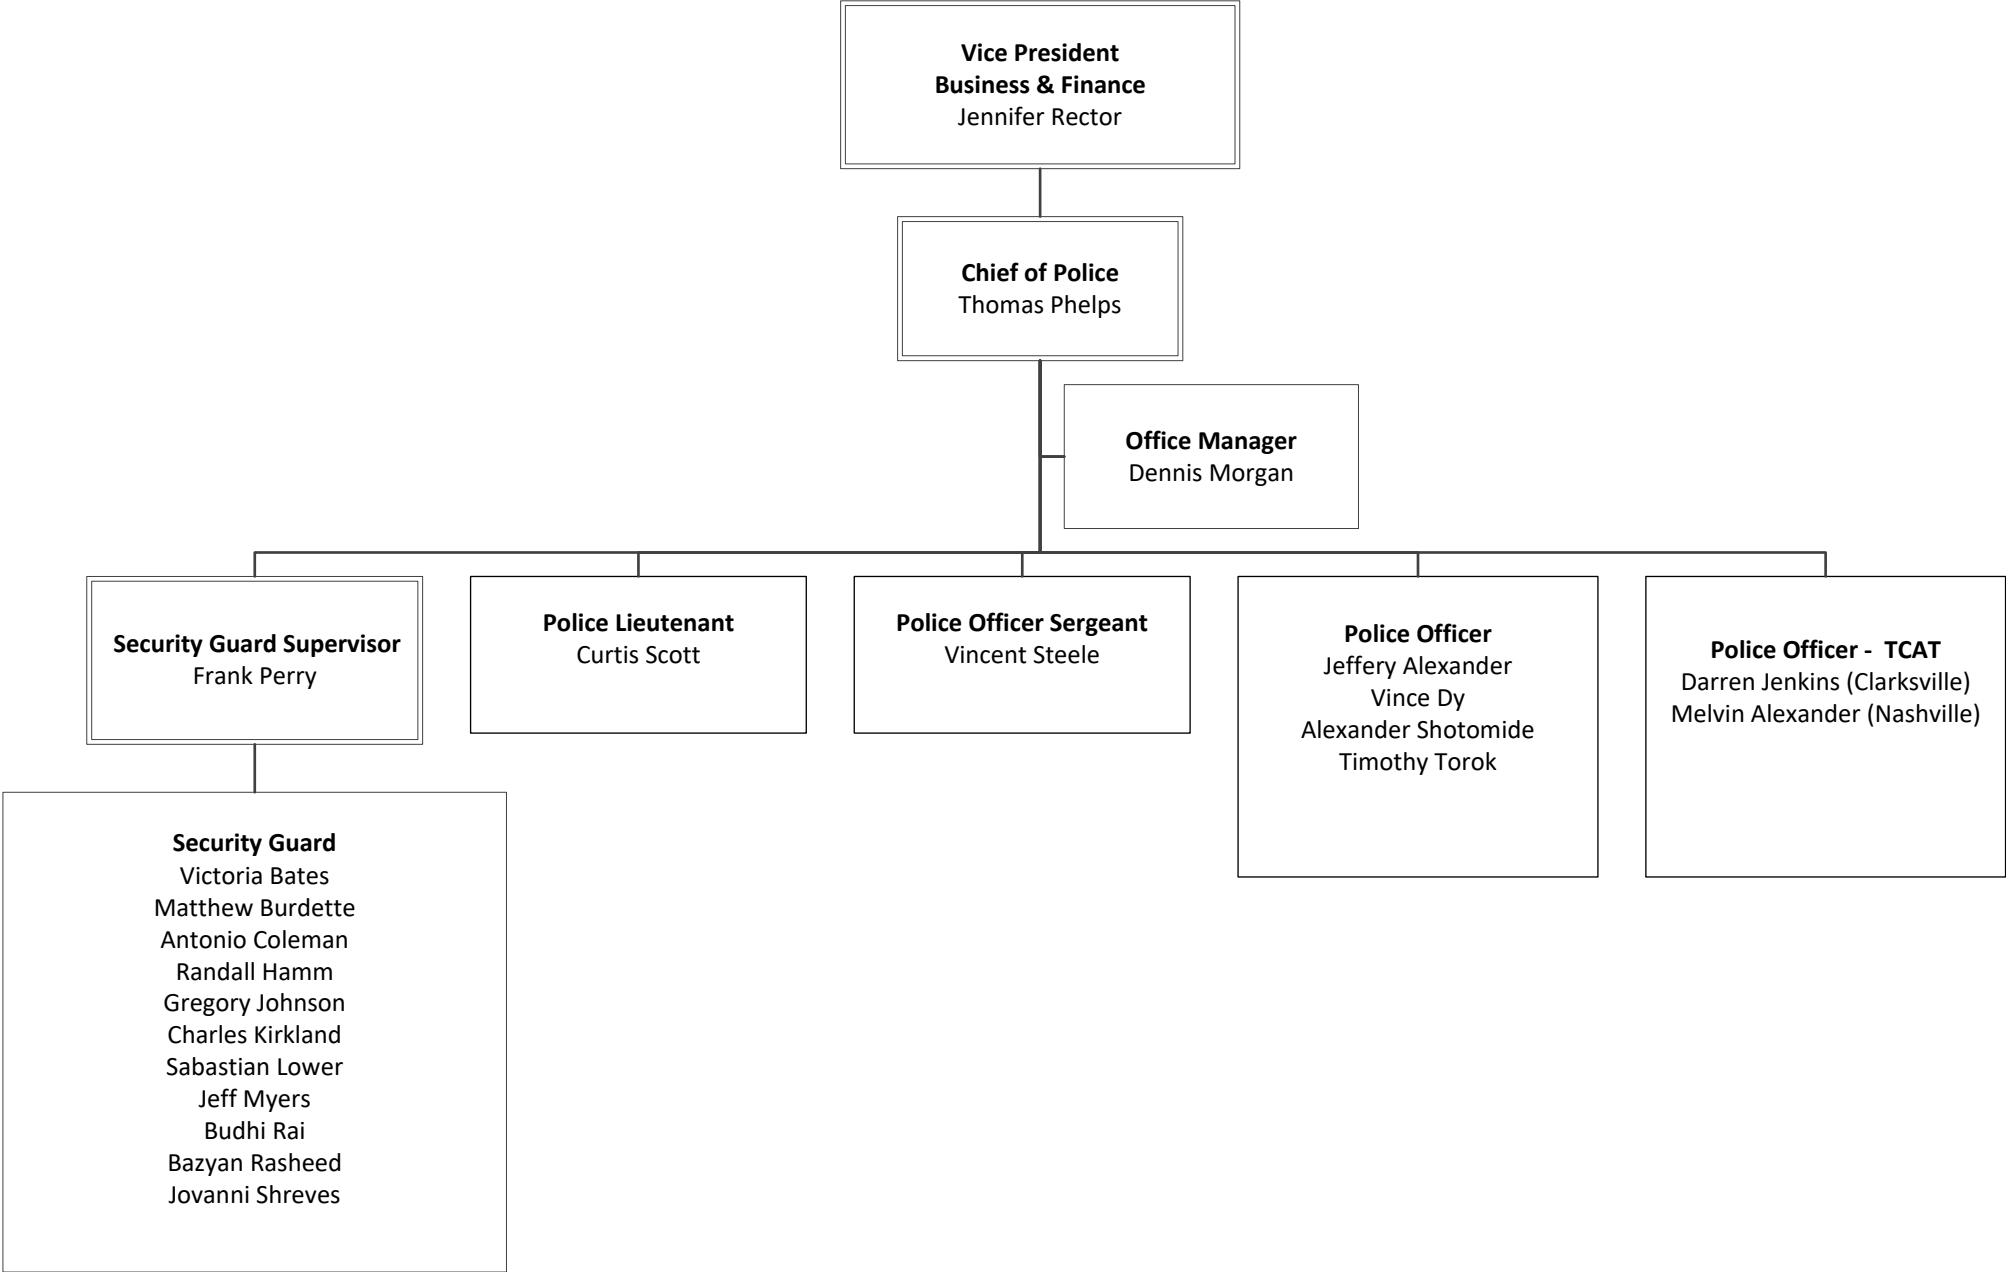 Vice President
Business & Finance
Jennifer Rector
Chief of Police
Thomas Phelps
Office Manager
Dennis Morgan
Security Guard Supervisor
Frank Perry
Police Lieutenant
Curtis Scott
Police Officer Sergeant
Vincent Steele
Police Officer
Jeffery Alexander
Vince Dy
Alexander Shotomide
Timothy Torok
Police Officer - TCAT
Darren Jenkins (Clarksville)
Melvin Alexander (Nashville)
Security Guard
Victoria Bates
Matthew Burdette
Antonio Coleman
Randall Hamm
Gregory Johnson
Charles Kirkland
Sabastian Lower
Jeff Myers
Budhi Rai
Bazyan Rasheed
Jovanni Shreves